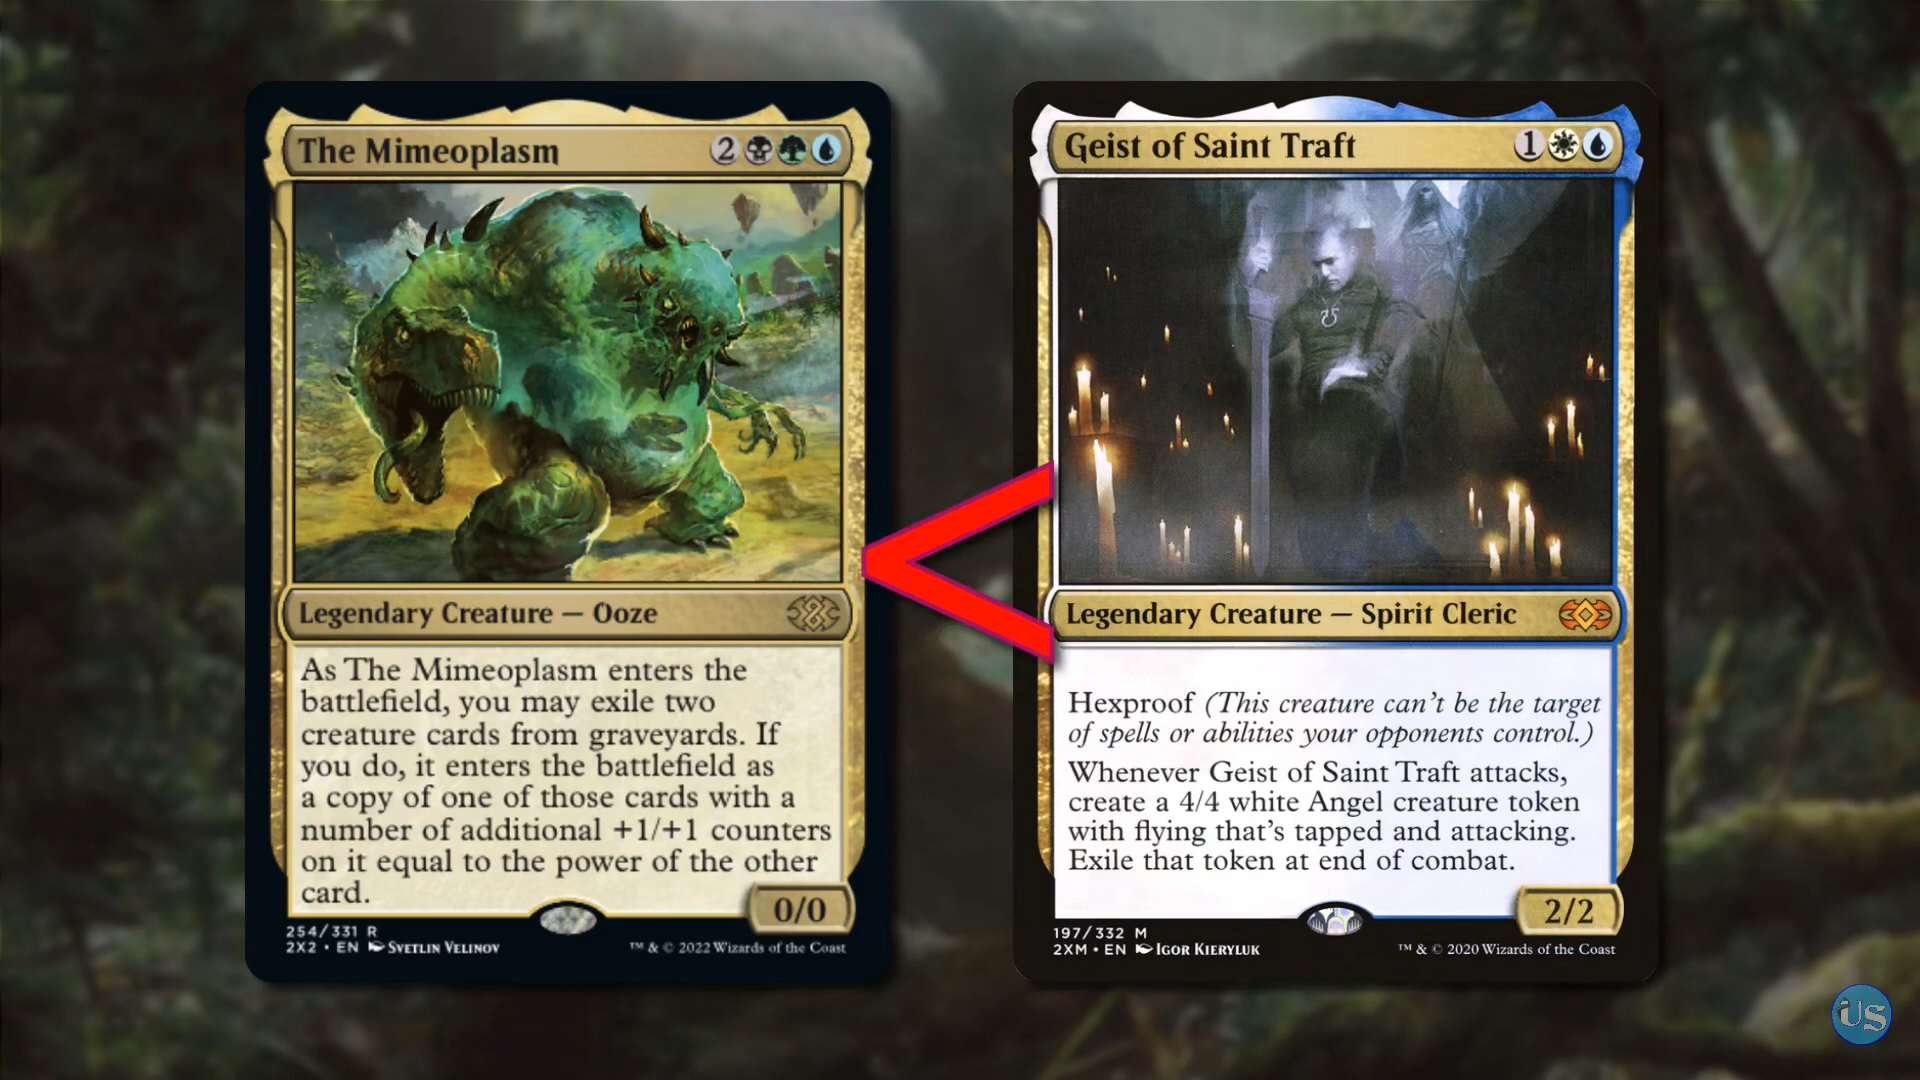 The Mimeoplasm
2
Legendary Creature — Ooze
As The Mimeoplasm enters the
battlefield, you may exile two
creature cards from graveyards. If
you do, it enters the battlefield as
a copy of one of those cards with a
number of additional +1/+1 counters
on it equal to the power of the other
card.
0/0
254/331 R
2X2 • EN Svetlin Velinov
™ & © 2022 Wizards of the Coast
<
Geist of Saint Traft
1
Legendary Creature — Spirit Cleric
Hexproof (This creature can't be the target
of spells or abilities your opponents control.)
Whenever Geist of Saint Traft attacks,
create a 4/4 white Angel creature token
with flying that's tapped and attacking.
Exile that token at end of combat.
2/2
197/332 M
2XM • EN Igor Kieryluk
™ & © 2020 Wizards of the Coast
US